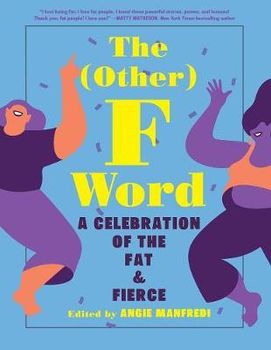 "I love being fat, I love fat people, I loved these powerful stories, poems, and lessons!
Thank you, fat people! I love you!" —MATTY MATHESON, New York Times bestselling author
The
(Other)
F
Word
A CELEBRATION
OF THE
FAT
&
FIERCE
Edited by ANGIE MANFREDI